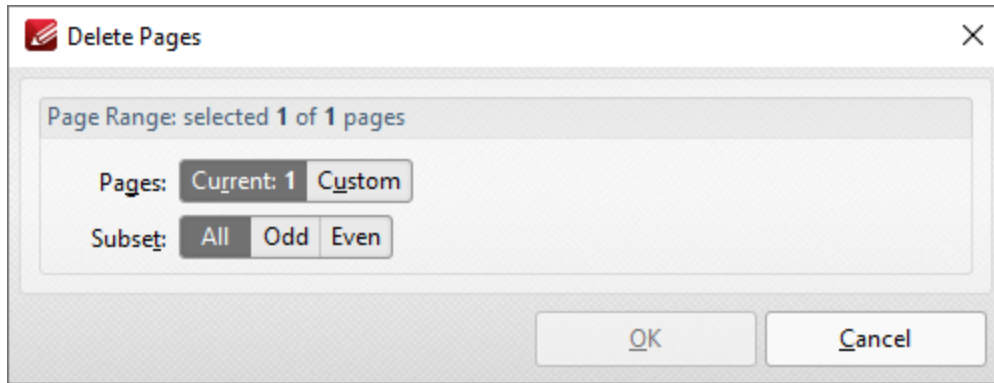 Delete Pages
Page Range: selected 1 of 1 pages
Pages: Current: 1 Custom
Subset: All Odd Even
OK Cancel